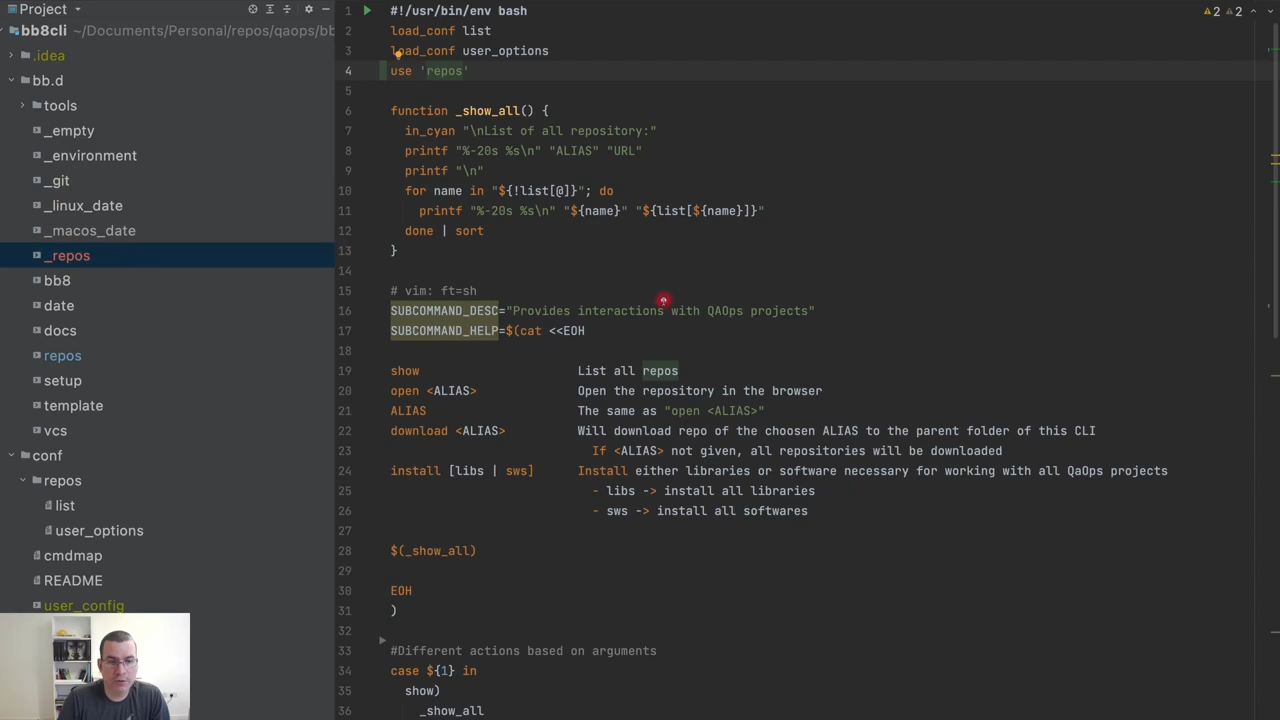 Project
bb8cli ~/Documents/Personal/repos/qaops/bb
.idea
bb.d
tools
_empty
_environment
_git
_linux_date
_macos_date
_repos
bb8
date
docs
repos
setup
template
vcs
conf
repos
list
user_options
cmdmap
README
user_config
2 2
1 #!/usr/bin/env bash
2 load_conf list
3 load_conf user_options
4 use 'repos'
5
6 function _show_all() {
7 in_cyan "\nList of all repository:"
8 printf "%-20s %s\n" "ALIAS" "URL"
9 printf "\n"
10 for name in "${!list[@]}"; do
11 printf "%-20s %s\n" "${name}" "${list[${name}]}"
12 done | sort
13 }
14
15 # vim: ft=sh
16 SUBCOMMAND_DESC="Provides interactions with QAOps projects"
17 SUBCOMMAND_HELP=$(cat <<EOH
18
19 show List all repos
20 open <ALIAS> Open the repository in the browser
21 ALIAS The same as "open <ALIAS>"
22 download <ALIAS> Will download repo of the choosen ALIAS to the parent folder of this CLI
23 If <ALIAS> not given, all repositories will be downloaded
24 install [libs | sws] Install either libraries or software necessary for working with all QaOps projects
25 - libs -> install all libraries
26 - sws -> install all softwares
27
28 $(_show_all)
29
30 EOH
31 )
32
33 #Different actions based on arguments
34 case ${1} in
35 show)
36 _show_all